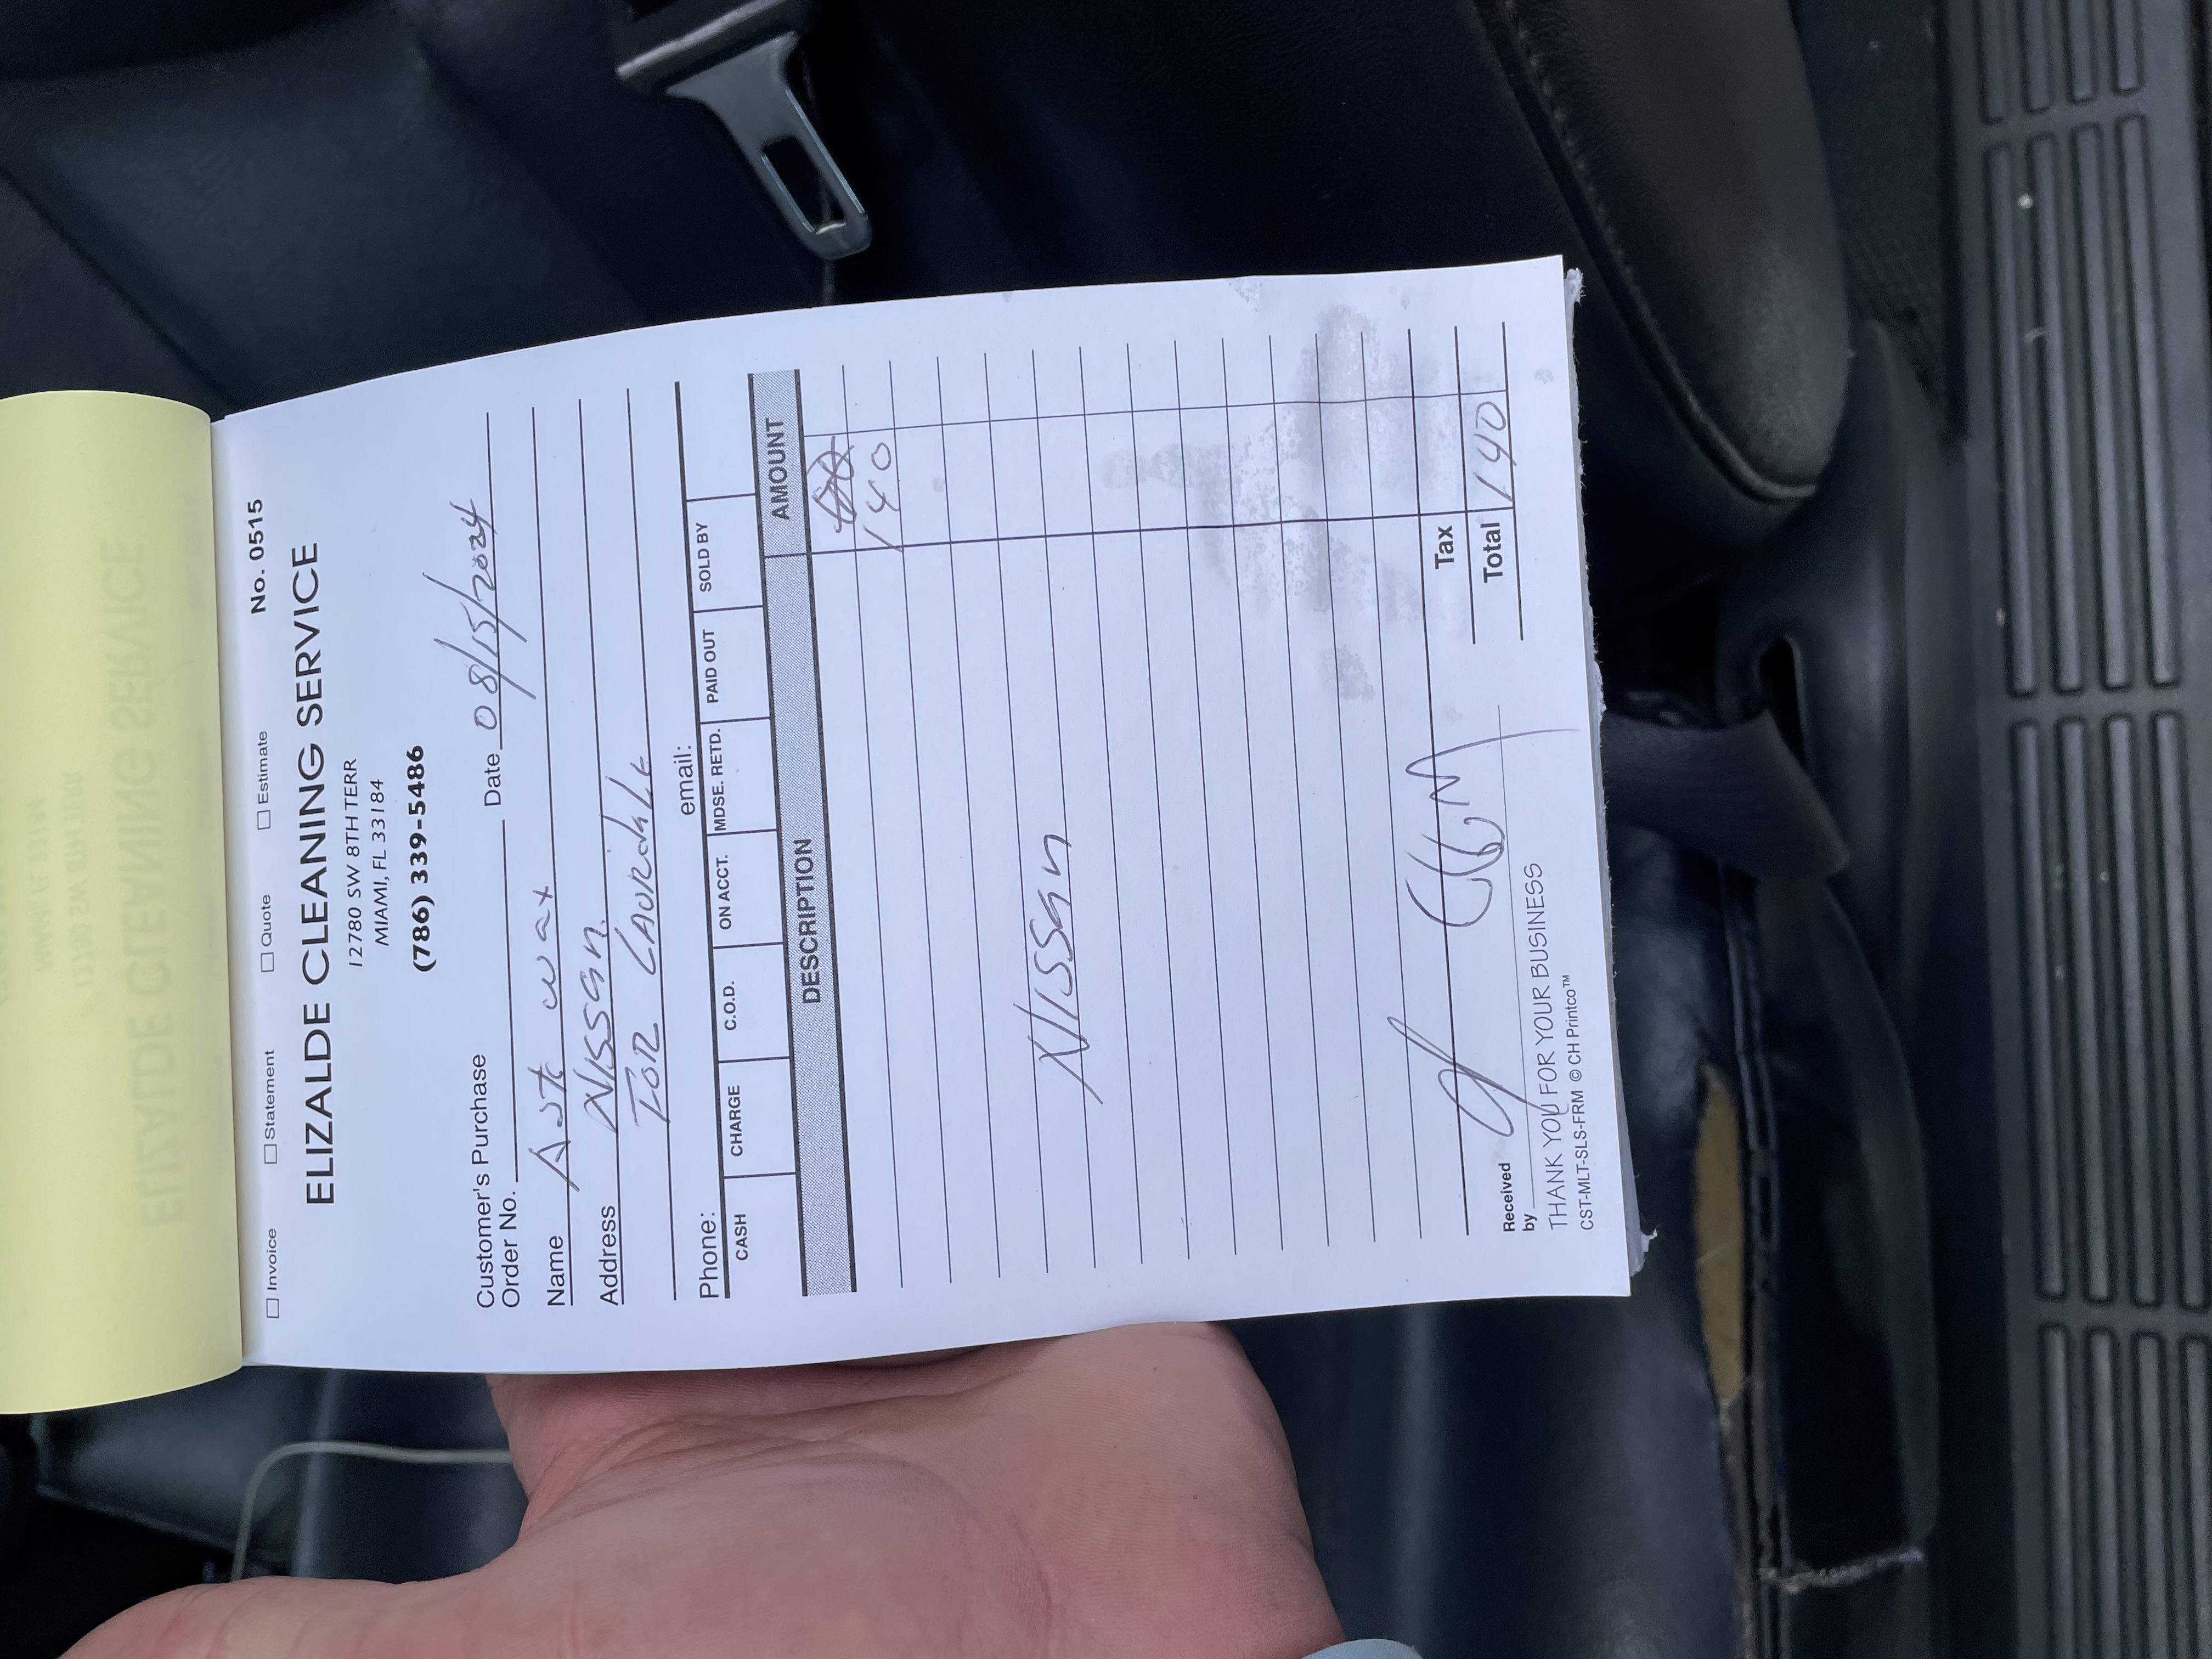 ☐ Invoice ☐ Statement ☐ Quote ☐ Estimate No. 0515
ELIZALDE CLEANING SERVICE
12780 SW 8TH TERR
MIAMI, FL 33184
(786) 339-5486
Customer's Purchase
Order No. Date 08/15/2024
Name Asti wax
Address Nissan.
FOR LAURdale
Phone: email:
CASH CHARGE C.O.D. ON ACCT. MDSE. RETD. PAID OUT SOLD BY
DESCRIPTION AMOUNT
140
Nissan
Tax
Total 140
Received
by
THANK YOU FOR YOUR BUSINESS
CST-MLT-SLS-FRM © CH Printco™